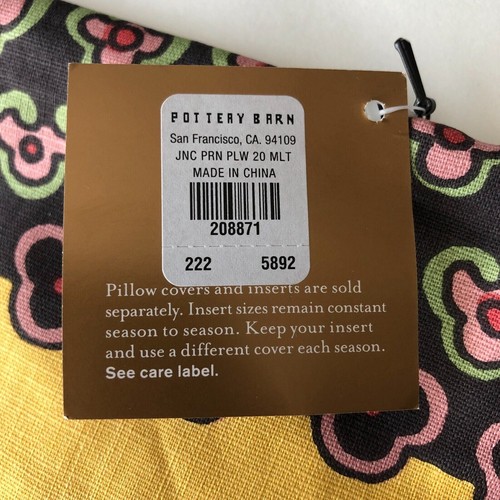 POTTERY BARN
San Francisco, CA. 94109
JNC PRN PLW 20 MLT
MADE IN CHINA
208871
222 5892
Pillow covers and inserts are sold
separately. Insert sizes remain constant
season to season. Keep your insert
and use a different cover each season.
See care label.